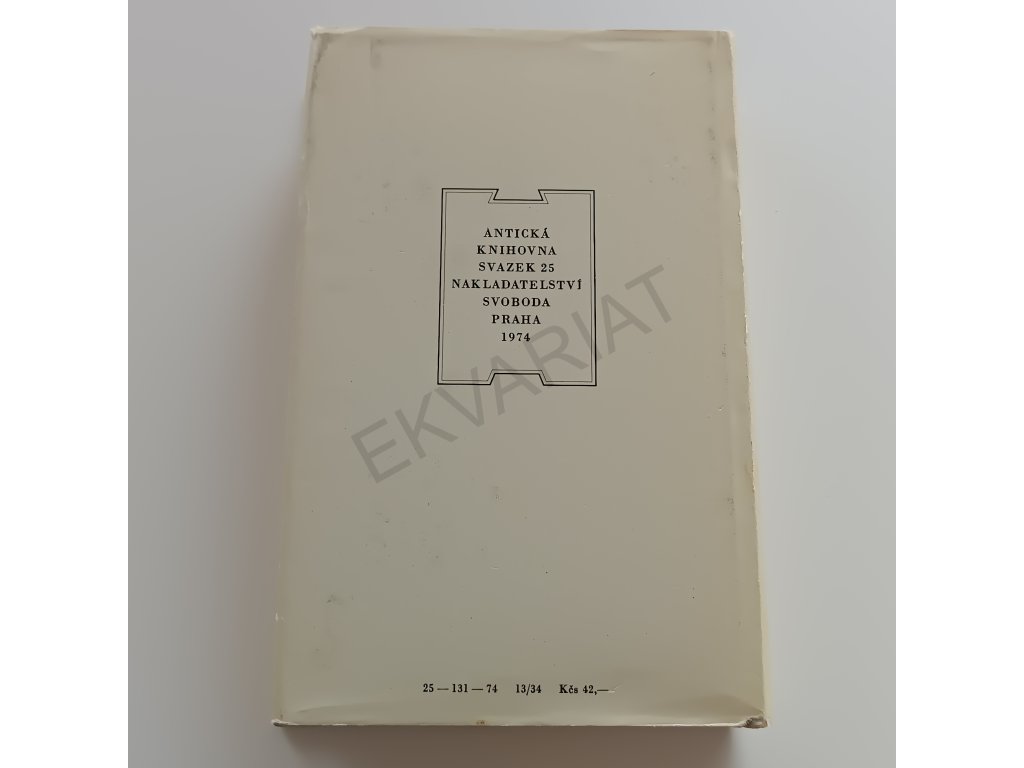 ANTICKÁ
KNIHOVNA
SVAZEK 25
NAKLADATELSTVÍ
SVOBODA
PRAHA
1974
EKVARIAT
25 — 131 — 74 13/34 Kčs 42,—